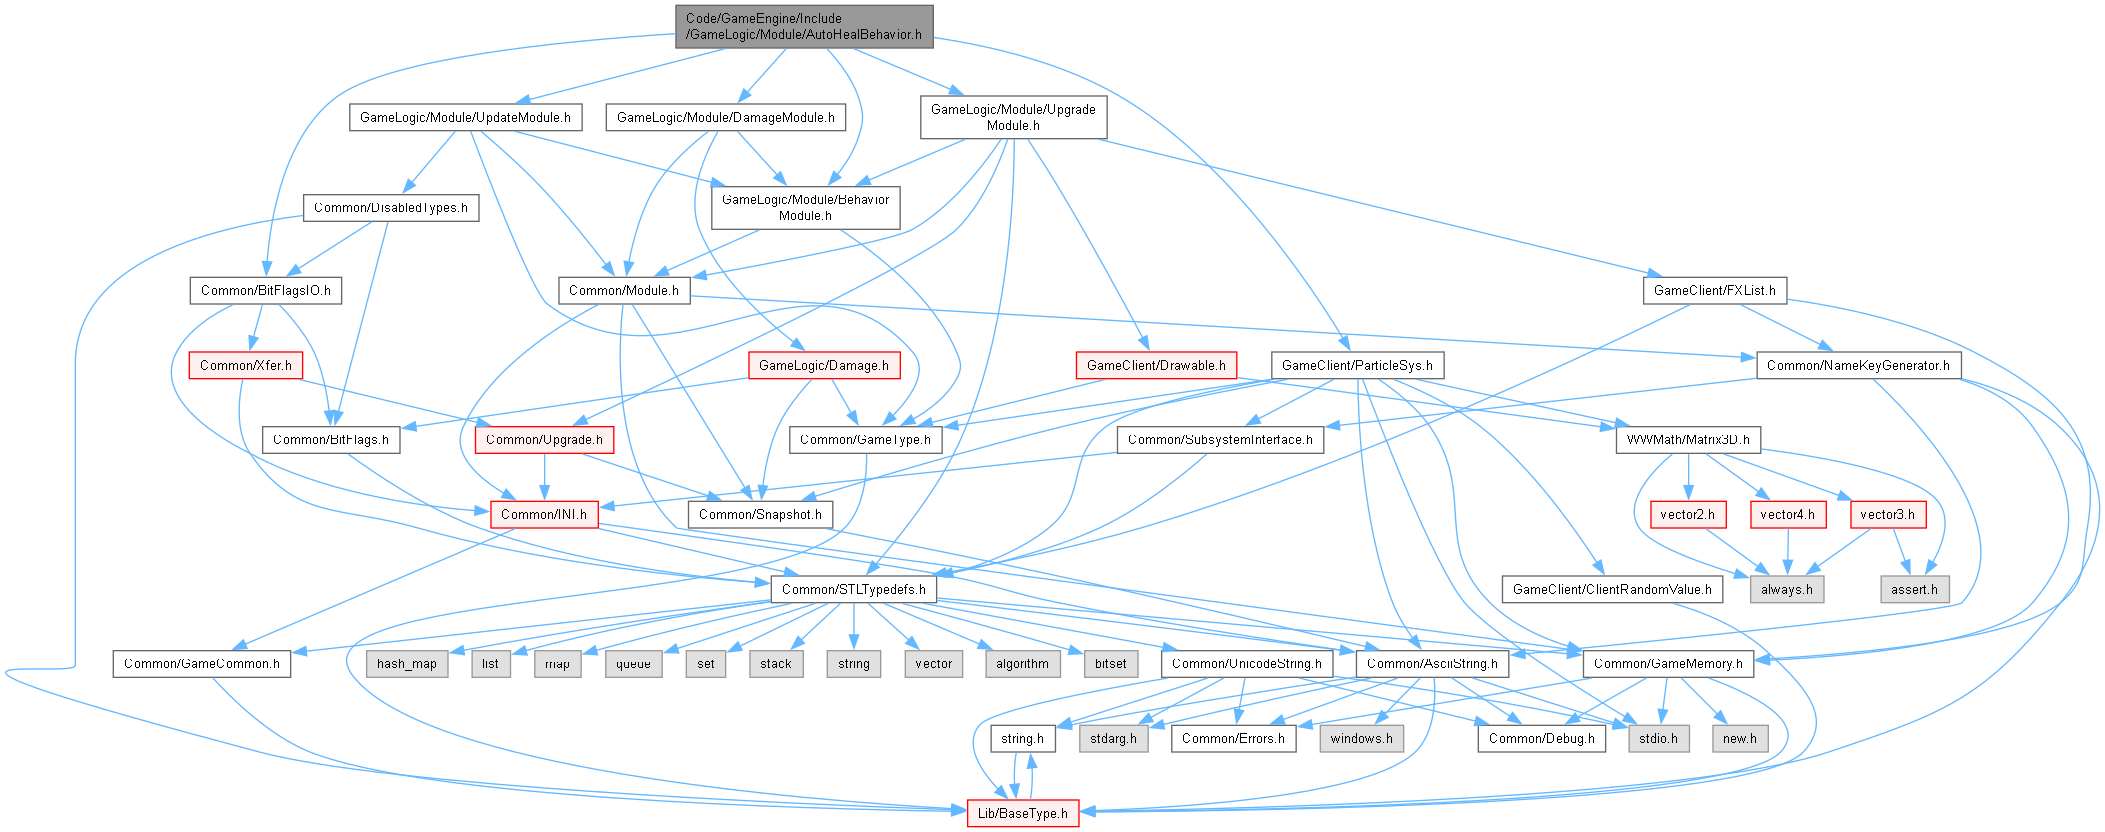 Code/GameEngine/Include
/GameLogic/Module/AutoHealBehavior.h
GameLogic/Module/UpdateModule.h
GameLogic/Module/DamageModule.h
GameLogic/Module/Upgrade
Module.h
Common/DisabledTypes.h
GameLogic/Module/Behavior
Module.h
Common/BitFlagsIO.h
Common/Module.h
GameClient/FXList.h
Common/Xfer.h
GameLogic/Damage.h
GameClient/Drawable.h
GameClient/ParticleSys.h
Common/NameKeyGenerator.h
Common/BitFlags.h
Common/Upgrade.h
Common/GameType.h
Common/SubsystemInterface.h
WWMath/Matrix3D.h
Common/INI.h
Common/Snapshot.h
vector2.h
vector4.h
vector3.h
Common/STLTypedefs.h
GameClient/ClientRandomValue.h
always.h
assert.h
Common/GameCommon.h
hash_map
list
map
queue
set
stack
string
vector
algorithm
bitset
Common/UnicodeString.h
Common/AsciiString.h
Common/GameMemory.h
string.h
stdarg.h
Common/Errors.h
windows.h
Common/Debug.h
stdio.h
new.h
Lib/BaseType.h